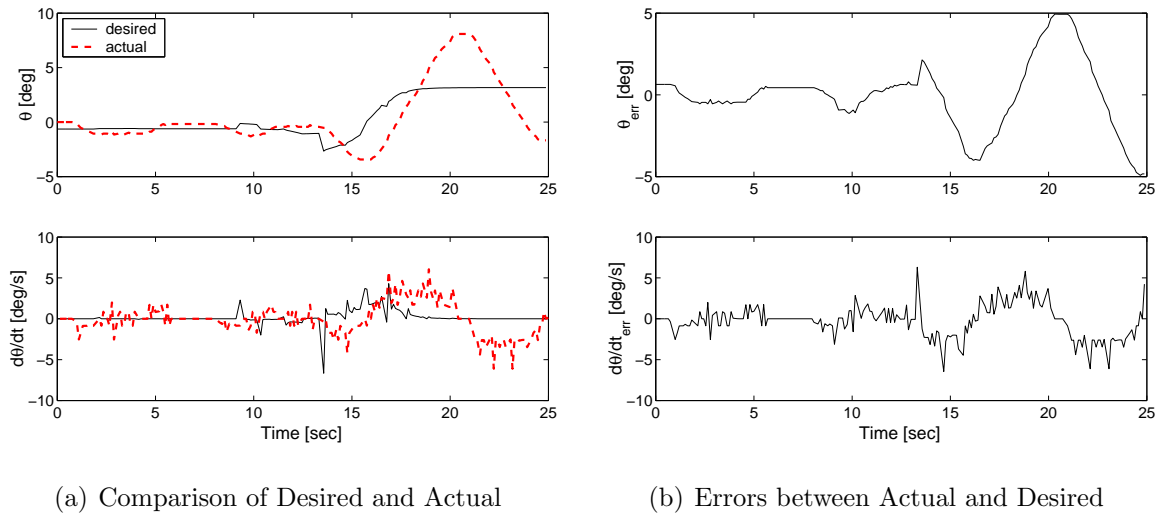 10
5
0
−5
θ [deg]
desired
actual
0 5 10 15 20 25
10
5
0
−5
−10
dθ/dt [deg/s]
0 5 10 15 20 25
Time [sec]
(a) Comparison of Desired and Actual
5
0
−5
θ_err [deg]
0 5 10 15 20 25
10
5
0
−5
−10
dθ/dt_err [deg/s]
0 5 10 15 20 25
Time [sec]
(b) Errors between Actual and Desired